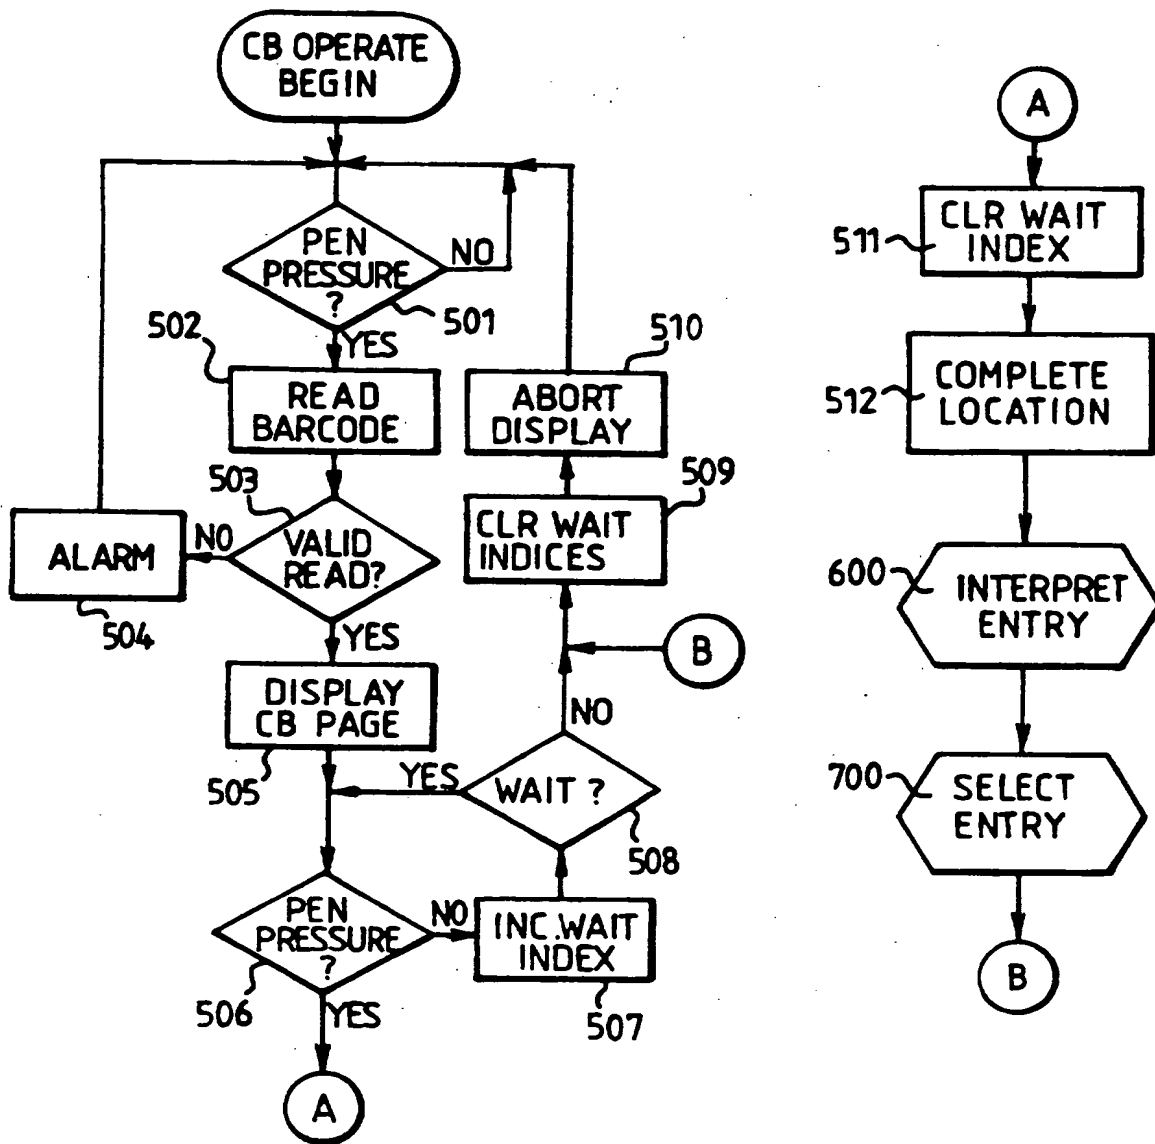 CB OPERATE
BEGIN
PEN
PRESSURE
?
NO
501
YES
502
READ
BARCODE
503
VALID
READ?
NO
ALARM
504
YES
DISPLAY
CB PAGE
505
PEN
PRESSURE
?
506
NO
YES
A
INC.WAIT
INDEX
507
WAIT ?
508
YES
NO
B
CLR WAIT
INDICES
509
ABORT
DISPLAY
510
A
CLR WAIT
INDEX
511
COMPLETE
LOCATION
512
INTERPRET
ENTRY
600
SELECT
ENTRY
700
B